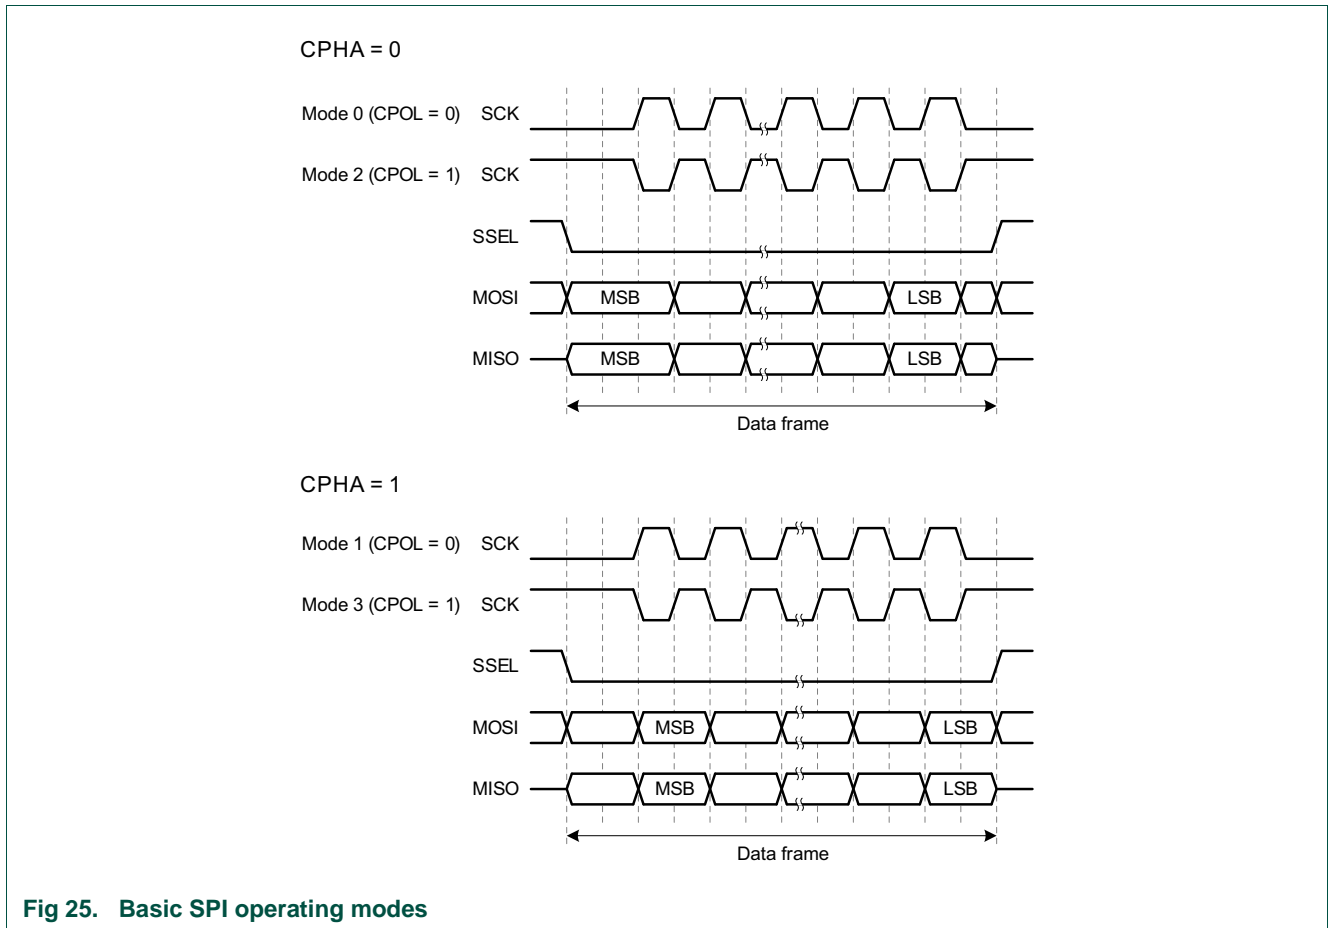 CPHA = 0
Mode 0 (CPOL = 0) SCK
Mode 2 (CPOL = 1) SCK
SSEL
MOSI MSB LSB
MISO MSB LSB
Data frame
CPHA = 1
Mode 1 (CPOL = 0) SCK
Mode 3 (CPOL = 1) SCK
SSEL
MOSI MSB LSB
MISO MSB LSB
Data frame
Fig 25. Basic SPI operating modes